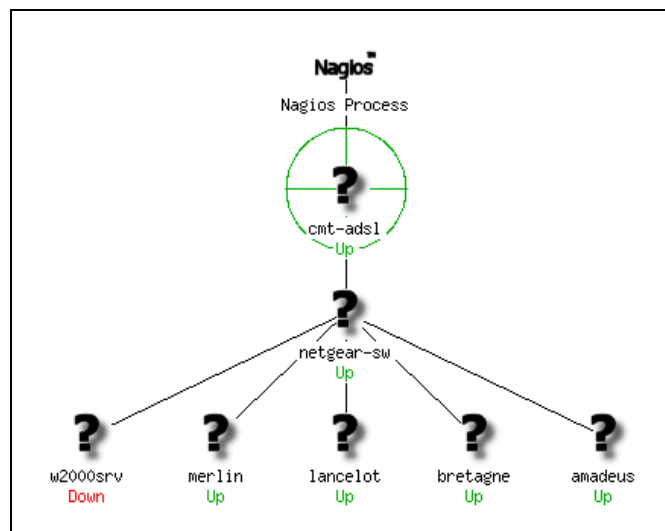 Nagios™
Nagios Process
?
cmt-adsl
Up
?
netgear-sw
Up
? ? ? ? ?
w2000srv merlin lancelot bretagne amadeus
Down Up Up Up Up